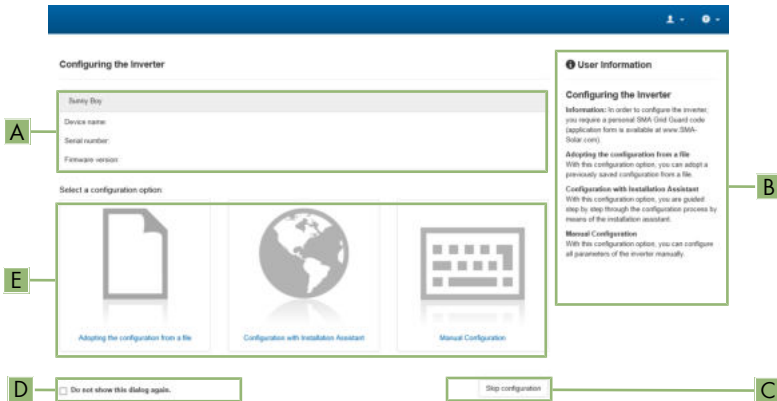 Configuring the Inverter
Sunny Boy
Device name:
Serial number:
Firmware version:
A
Select a configuration option:
E
Adopting the configuration from a file
Configuration with Installation Assistant
Manual Configuration
D
Do not show this dialog again.
Skip configuration
C
User Information
Configuring the Inverter
Information: In order to configure the inverter,
you require a personal SMA Grid Guard code
(application form is available at www.SMA-
Solar.com).
Adopting the configuration from a file
With this configuration option, you can adopt a
previously saved configuration from a file.
Configuration with Installation Assistant
With this configuration option, you are guided
step by step through the configuration process by
means of the installation assistant.
Manual Configuration
With this configuration option, you can configure
all parameters of the inverter manually.
B